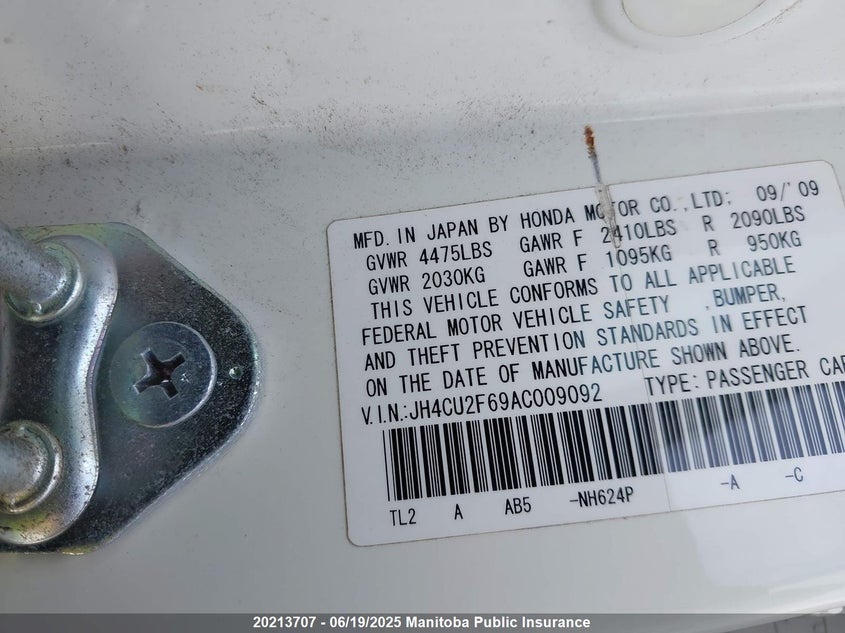 MFD. IN JAPAN BY HONDA MOTOR CO.,LTD; 09/'09
GVWR 4475LBS GAWR F 2410LBS R 2090LBS
GVWR 2030KG GAWR F 1095KG R 950KG
THIS VEHICLE CONFORMS TO ALL APPLICABLE
FEDERAL MOTOR VEHICLE SAFETY ,BUMPER,
AND THEFT PREVENTION STANDARDS IN EFFECT
ON THE DATE OF MANUFACTURE SHOWN ABOVE.
V.I.N.:JH4CU2F69AC009092 TYPE: PASSENGER CAR
TL2 A AB5 -NH624P -A -C
20213707 - 06/19/2025 Manitoba Public Insurance